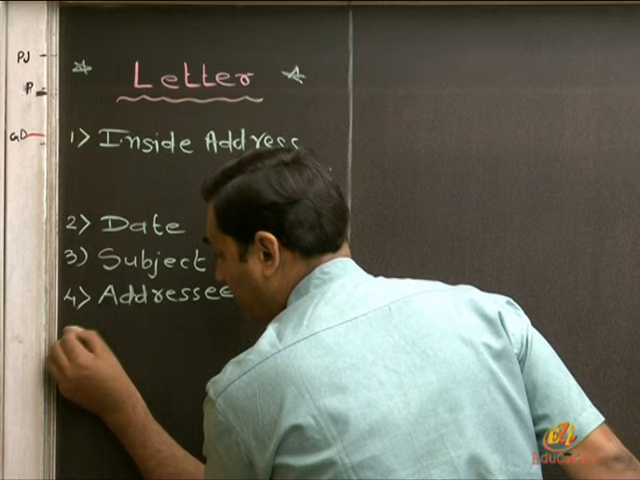 PJ
P
GD
* Letter *
1> Inside Address
2> Date
3) Subject
4> Addressee